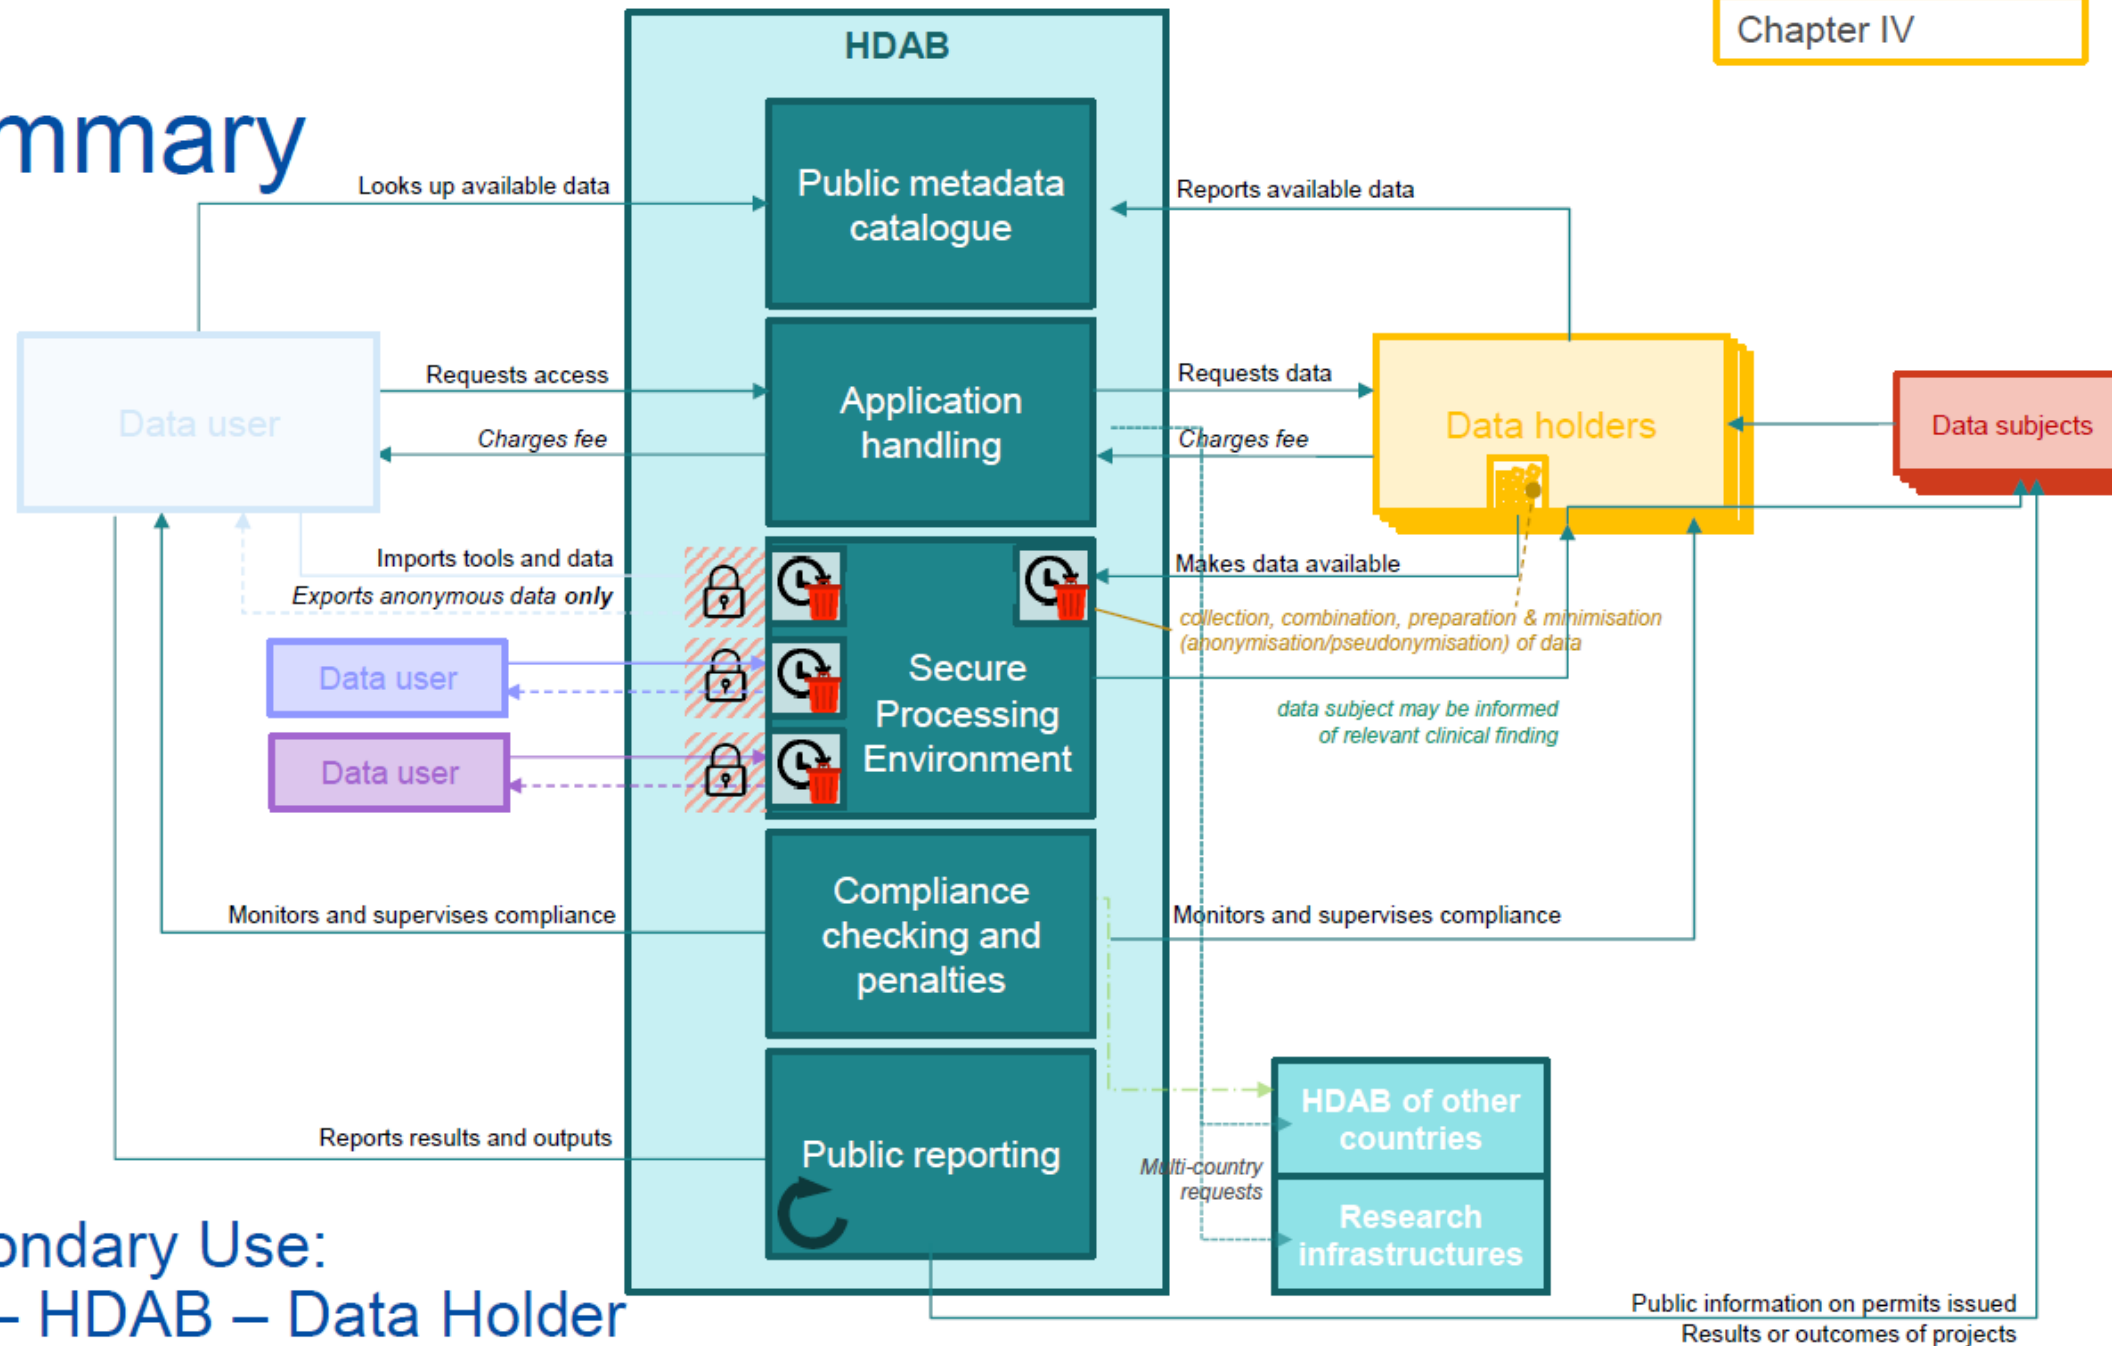 HDAB
Chapter IV
mmary
Public metadata
catalogue
Looks up available data
Reports available data
Data user
Requests access
Charges fee
Application
handling
Requests data
Charges fee
Data holders
Data subjects
Imports tools and data
Exports anonymous data only
Makes data available
collection, combination, preparation & minimisation
(anonymisation/pseudonymisation) of data
Data user
Data user
Secure
Processing
Environment
data subject may be informed
of relevant clinical finding
Compliance
checking and
penalties
Monitors and supervises compliance
Monitors and supervises compliance
Reports results and outputs
Public reporting
HDAB of other
countries
Multi-country
requests
Research
infrastructures
ondary Use:
– HDAB – Data Holder
Public information on permits issued
Results or outcomes of projects